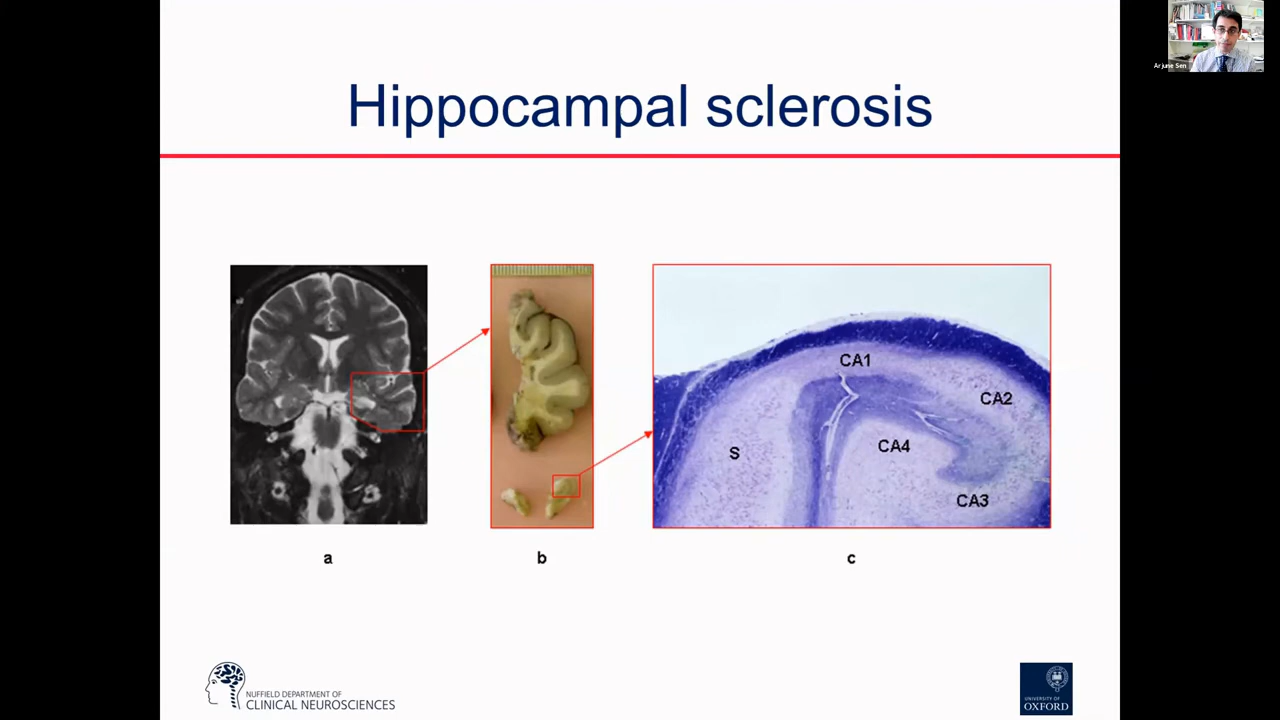 Arjune Sen
Hippocampal sclerosis
CA1
CA2
S
CA4
CA3
a
b
c
NUFFIELD DEPARTMENT OF
CLINICAL NEUROSCIENCES
UNIVERSITY OF
OXFORD